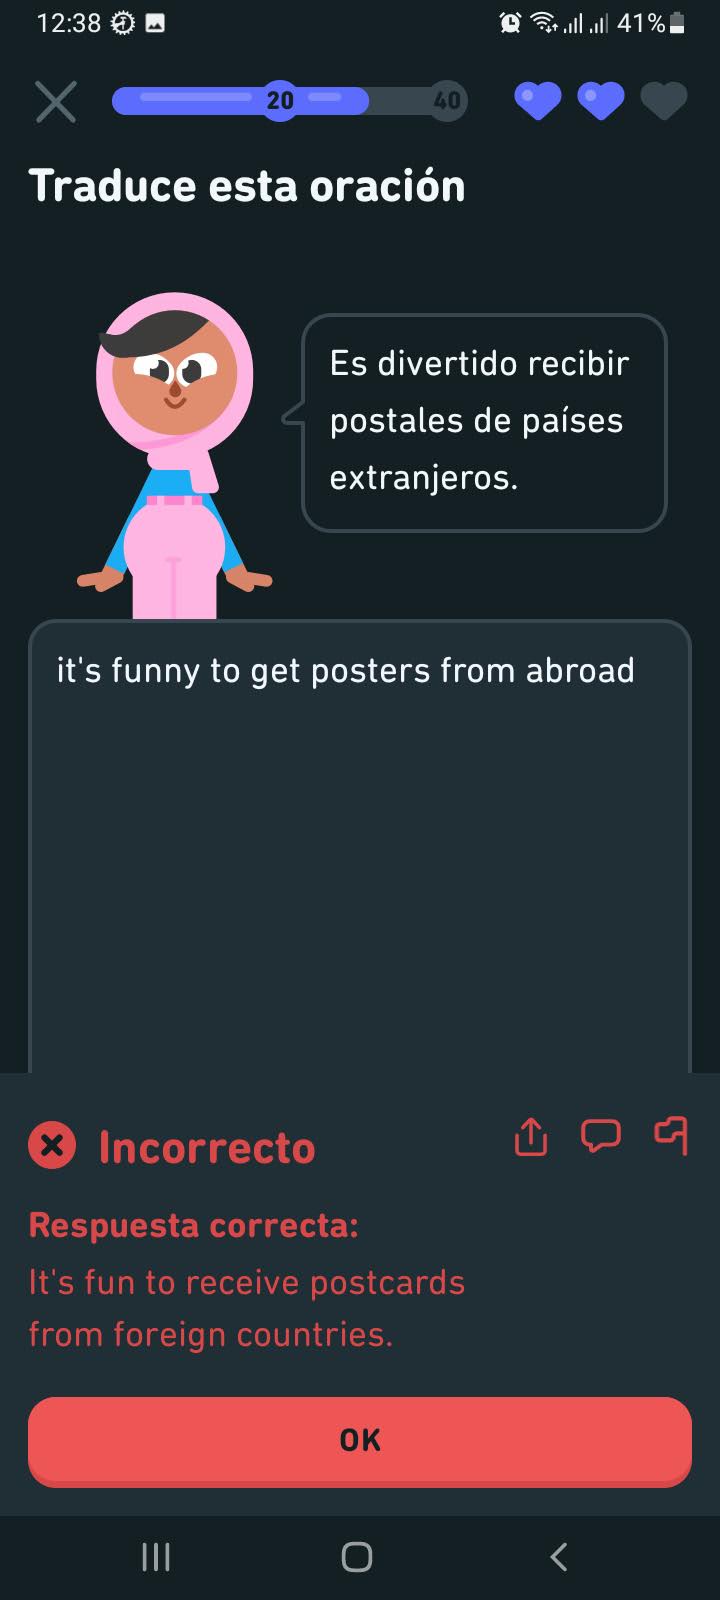 12:38
41%
20
40
Traduce esta oración
Es divertido recibir
postales de países
extranjeros.
it's funny to get posters from abroad
Incorrecto
Respuesta correcta:
It's fun to receive postcards
from foreign countries.
OK